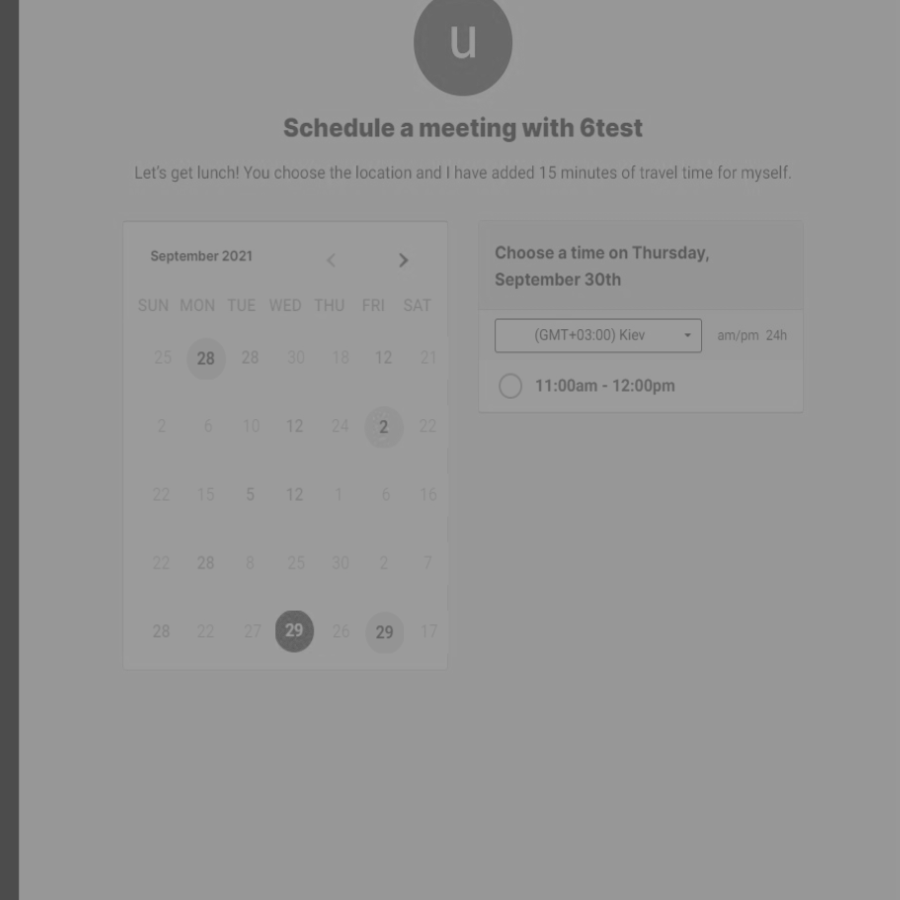 u
Schedule a meeting with 6test
Let's get lunch! You choose the location and I have added 15 minutes of travel time for myself.
September 2021
SUN MON TUE WED THU FRI SAT
25 28 28 30 18 12 21
2 6 10 12 24 2 22
22 15 5 12 1 6 16
22 28 8 25 30 2 7
28 22 27 29 26 29 17
Choose a time on Thursday,
September 30th
(GMT+03:00) Kiev am/pm 24h
11:00am - 12:00pm